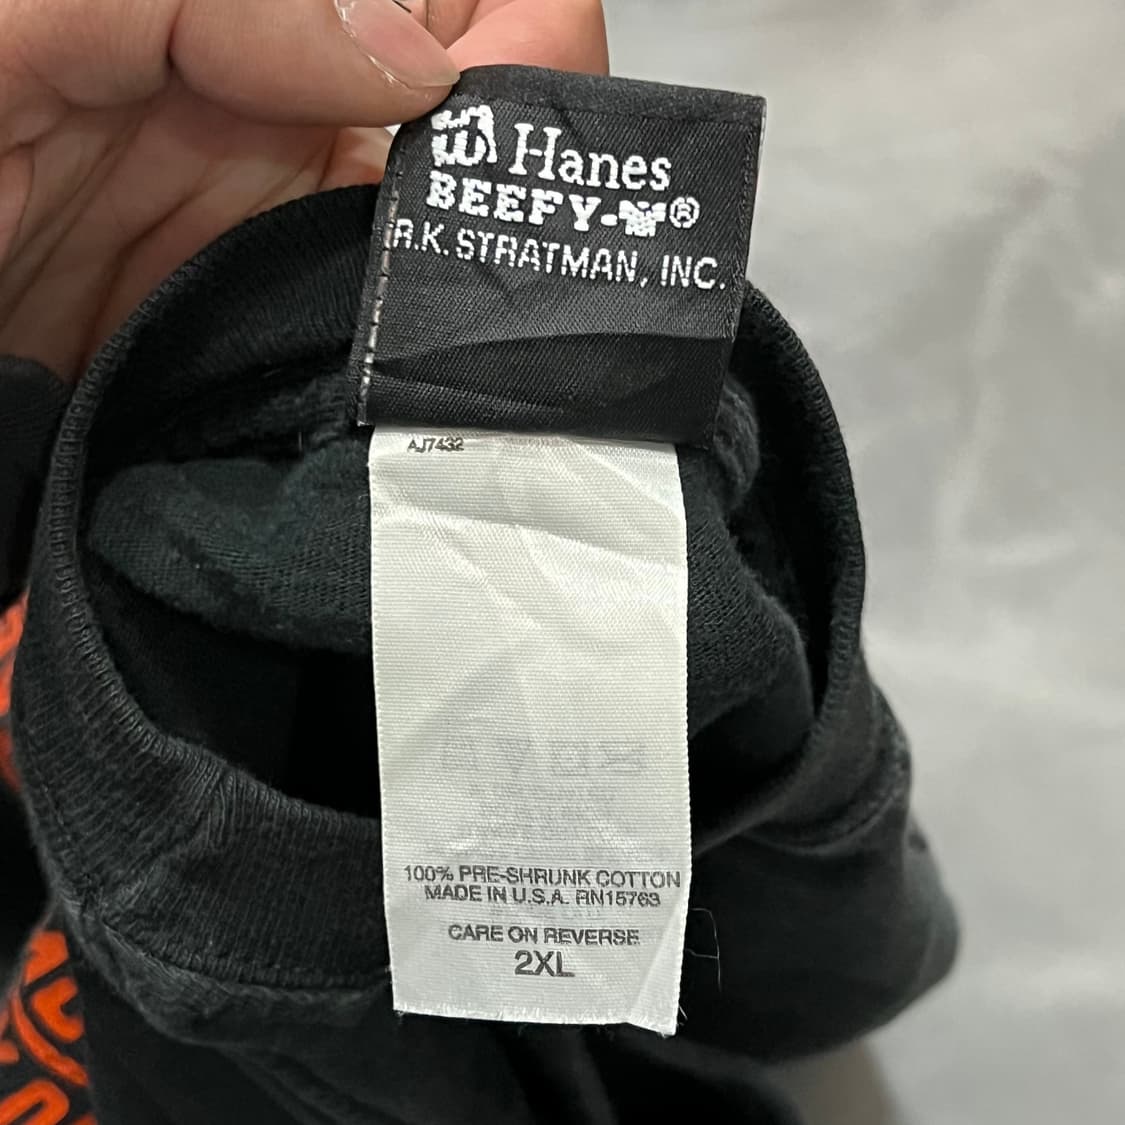 Hanes
BEEFY-T®
R.K. STRATMAN, INC.
AJ7432
100% PRE-SHRUNK COTTON
MADE IN U.S.A. RN15763
CARE ON REVERSE
2XL